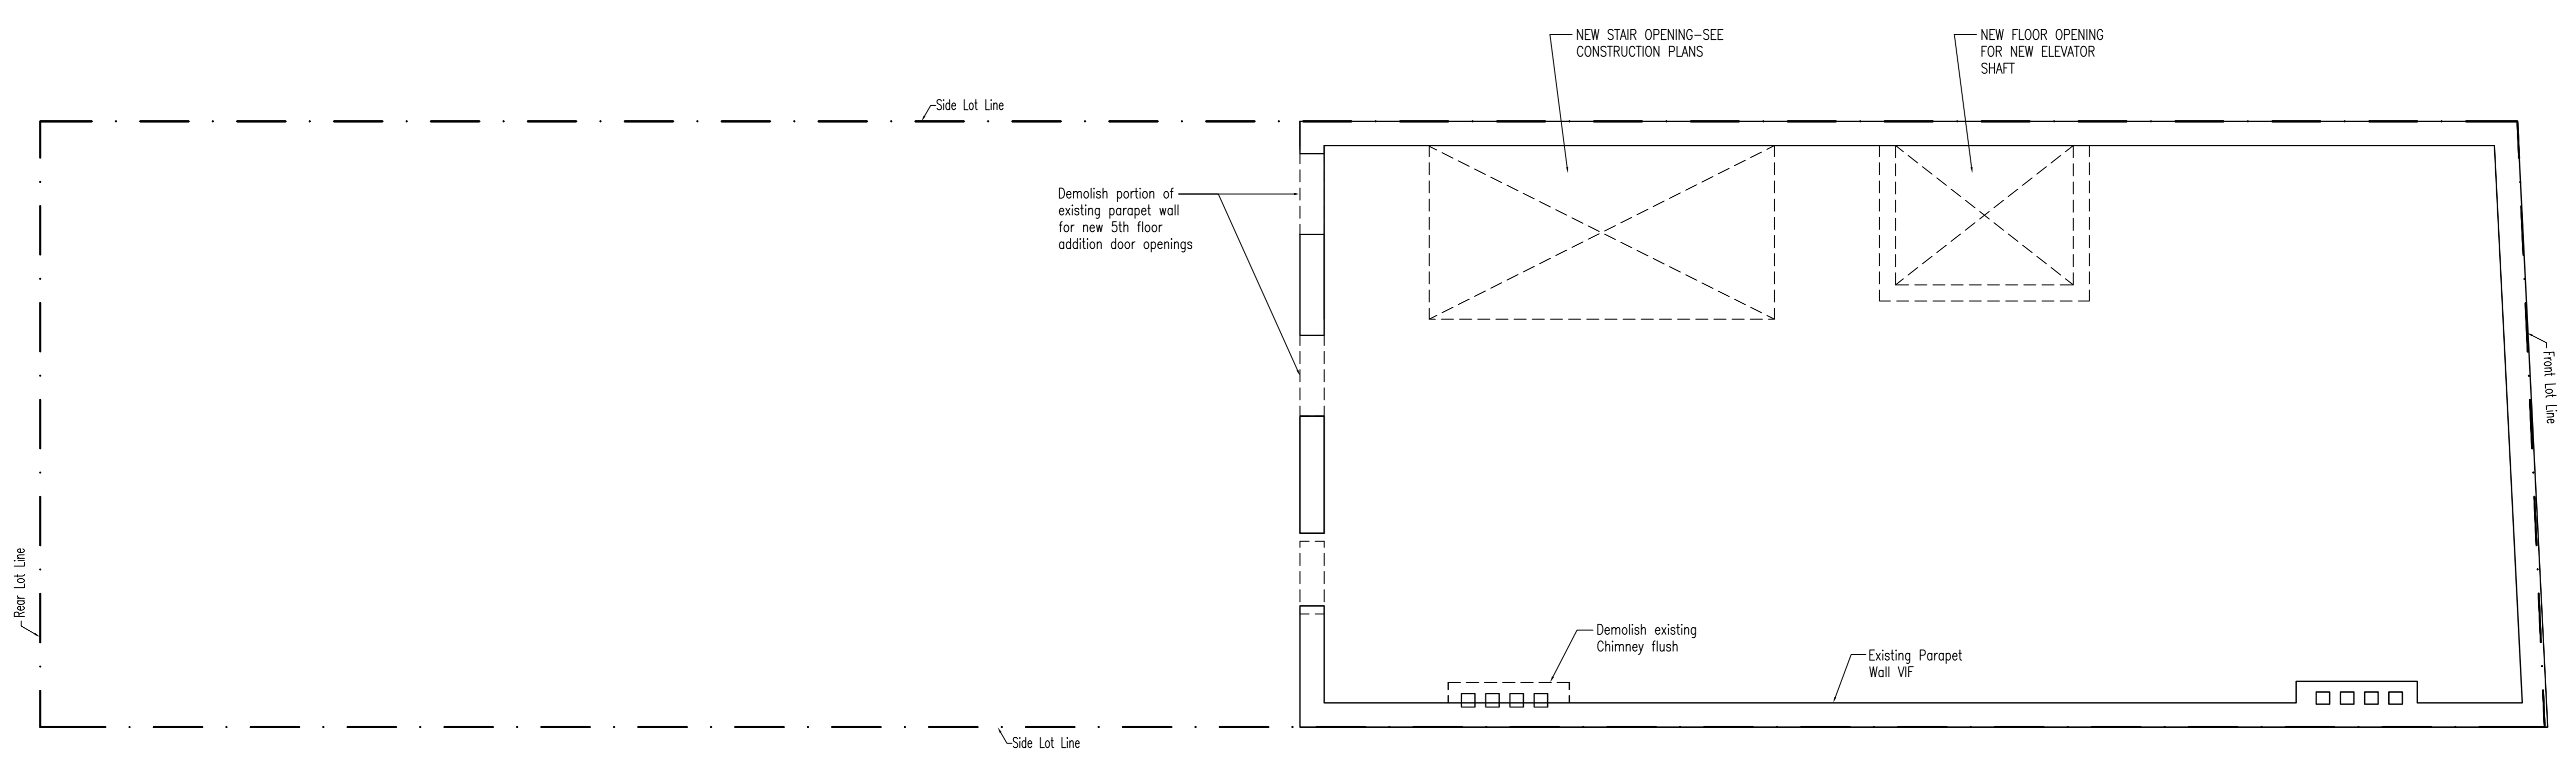 NEW STAIR OPENING-SEE
CONSTRUCTION PLANS
NEW FLOOR OPENING
FOR NEW ELEVATOR
SHAFT
Side Lot Line
Demolish portion of
existing parapet wall
for new 5th floor
addition door openings
Front Lot Line
Rear Lot Line
Demolish existing
Chimney flush
Existing Parapet
Wall VIF
Side Lot Line